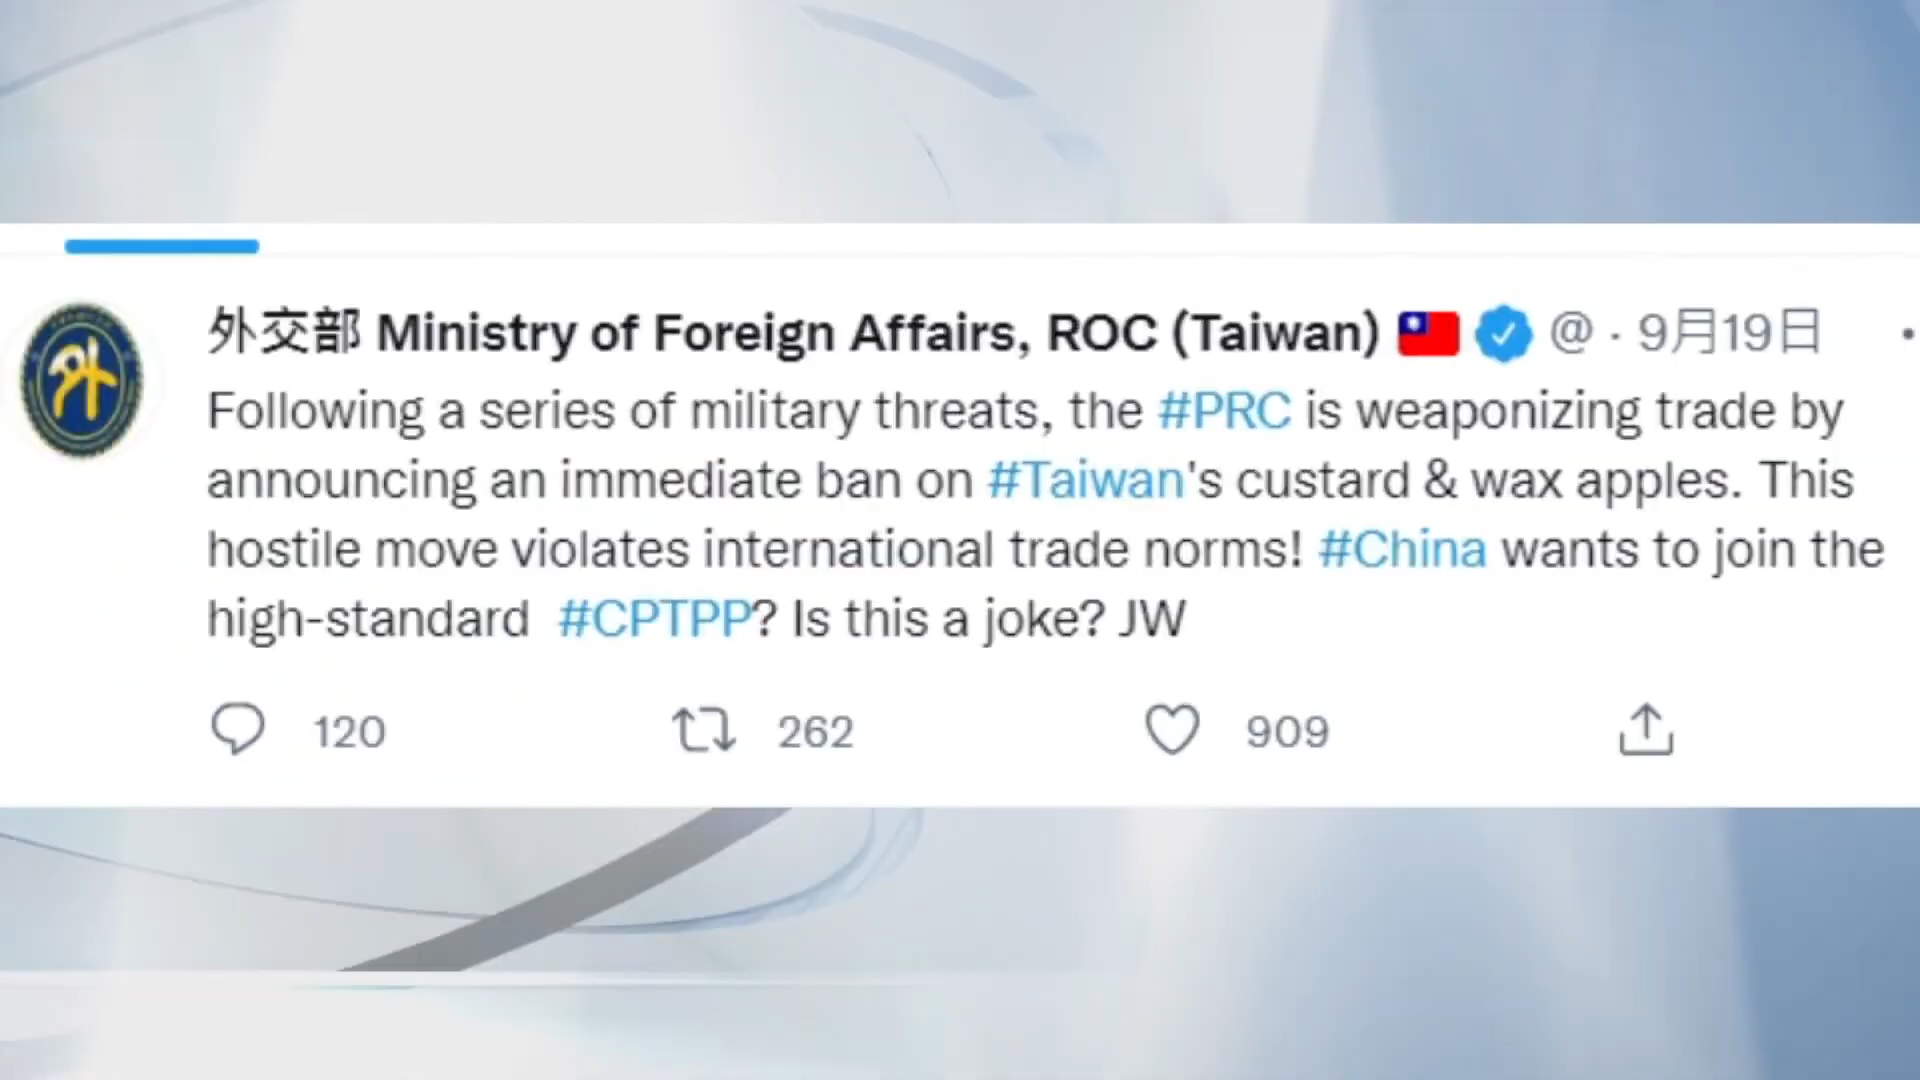 外交部 Ministry of Foreign Affairs, ROC (Taiwan) @ · 9月19日
Following a series of military threats, the #PRC is weaponizing trade by
announcing an immediate ban on #Taiwan's custard & wax apples. This
hostile move violates international trade norms! #China wants to join the
high-standard #CPTPP? Is this a joke? JW
120 262 909